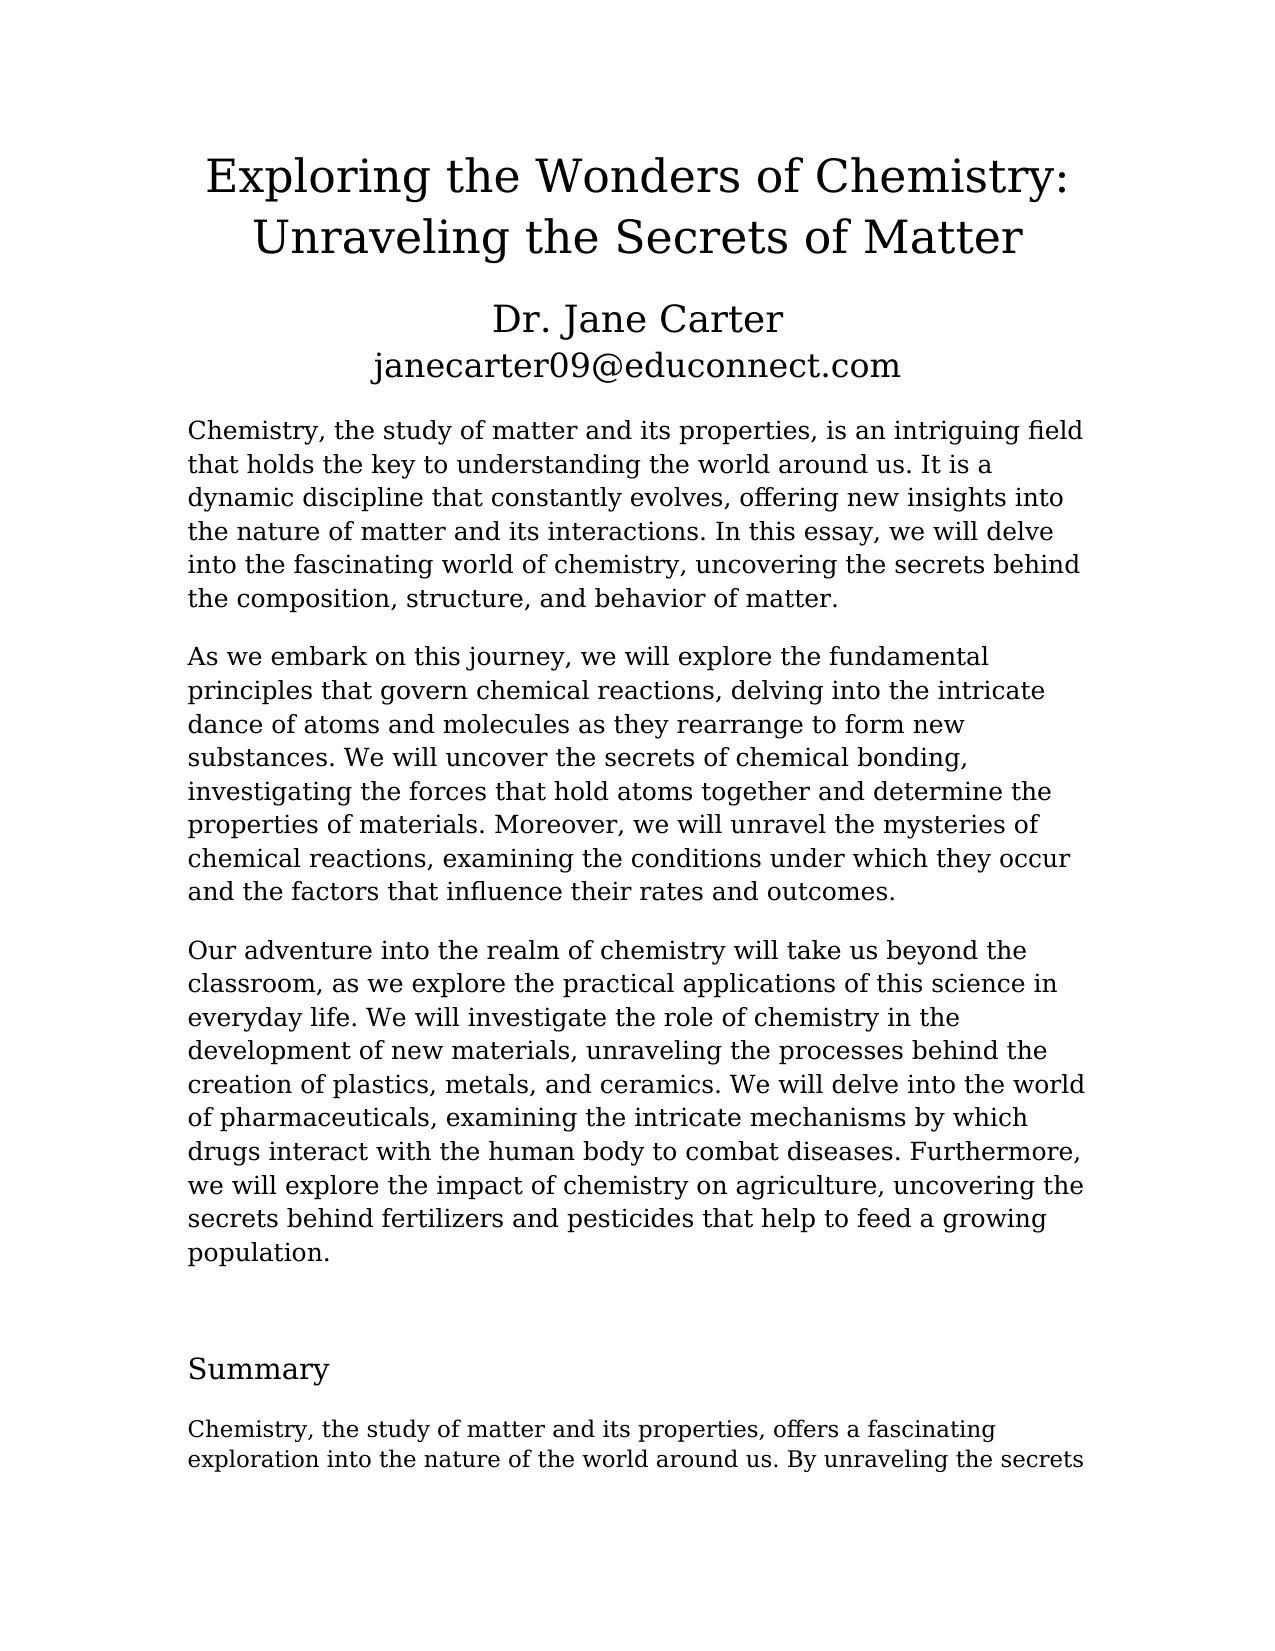 Exploring the Wonders of Chemistry:
Unraveling the Secrets of Matter
Dr. Jane Carter
janecarter09@educonnect.com
Chemistry, the study of matter and its properties, is an intriguing field
that holds the key to understanding the world around us. It is a
dynamic discipline that constantly evolves, offering new insights into
the nature of matter and its interactions. In this essay, we will delve
into the fascinating world of chemistry, uncovering the secrets behind
the composition, structure, and behavior of matter.
As we embark on this journey, we will explore the fundamental
principles that govern chemical reactions, delving into the intricate
dance of atoms and molecules as they rearrange to form new
substances. We will uncover the secrets of chemical bonding,
investigating the forces that hold atoms together and determine the
properties of materials. Moreover, we will unravel the mysteries of
chemical reactions, examining the conditions under which they occur
and the factors that influence their rates and outcomes.
Our adventure into the realm of chemistry will take us beyond the
classroom, as we explore the practical applications of this science in
everyday life. We will investigate the role of chemistry in the
development of new materials, unraveling the processes behind the
creation of plastics, metals, and ceramics. We will delve into the world
of pharmaceuticals, examining the intricate mechanisms by which
drugs interact with the human body to combat diseases. Furthermore,
we will explore the impact of chemistry on agriculture, uncovering the
secrets behind fertilizers and pesticides that help to feed a growing
population.
Summary
Chemistry, the study of matter and its properties, offers a fascinating
exploration into the nature of the world around us. By unraveling the secrets